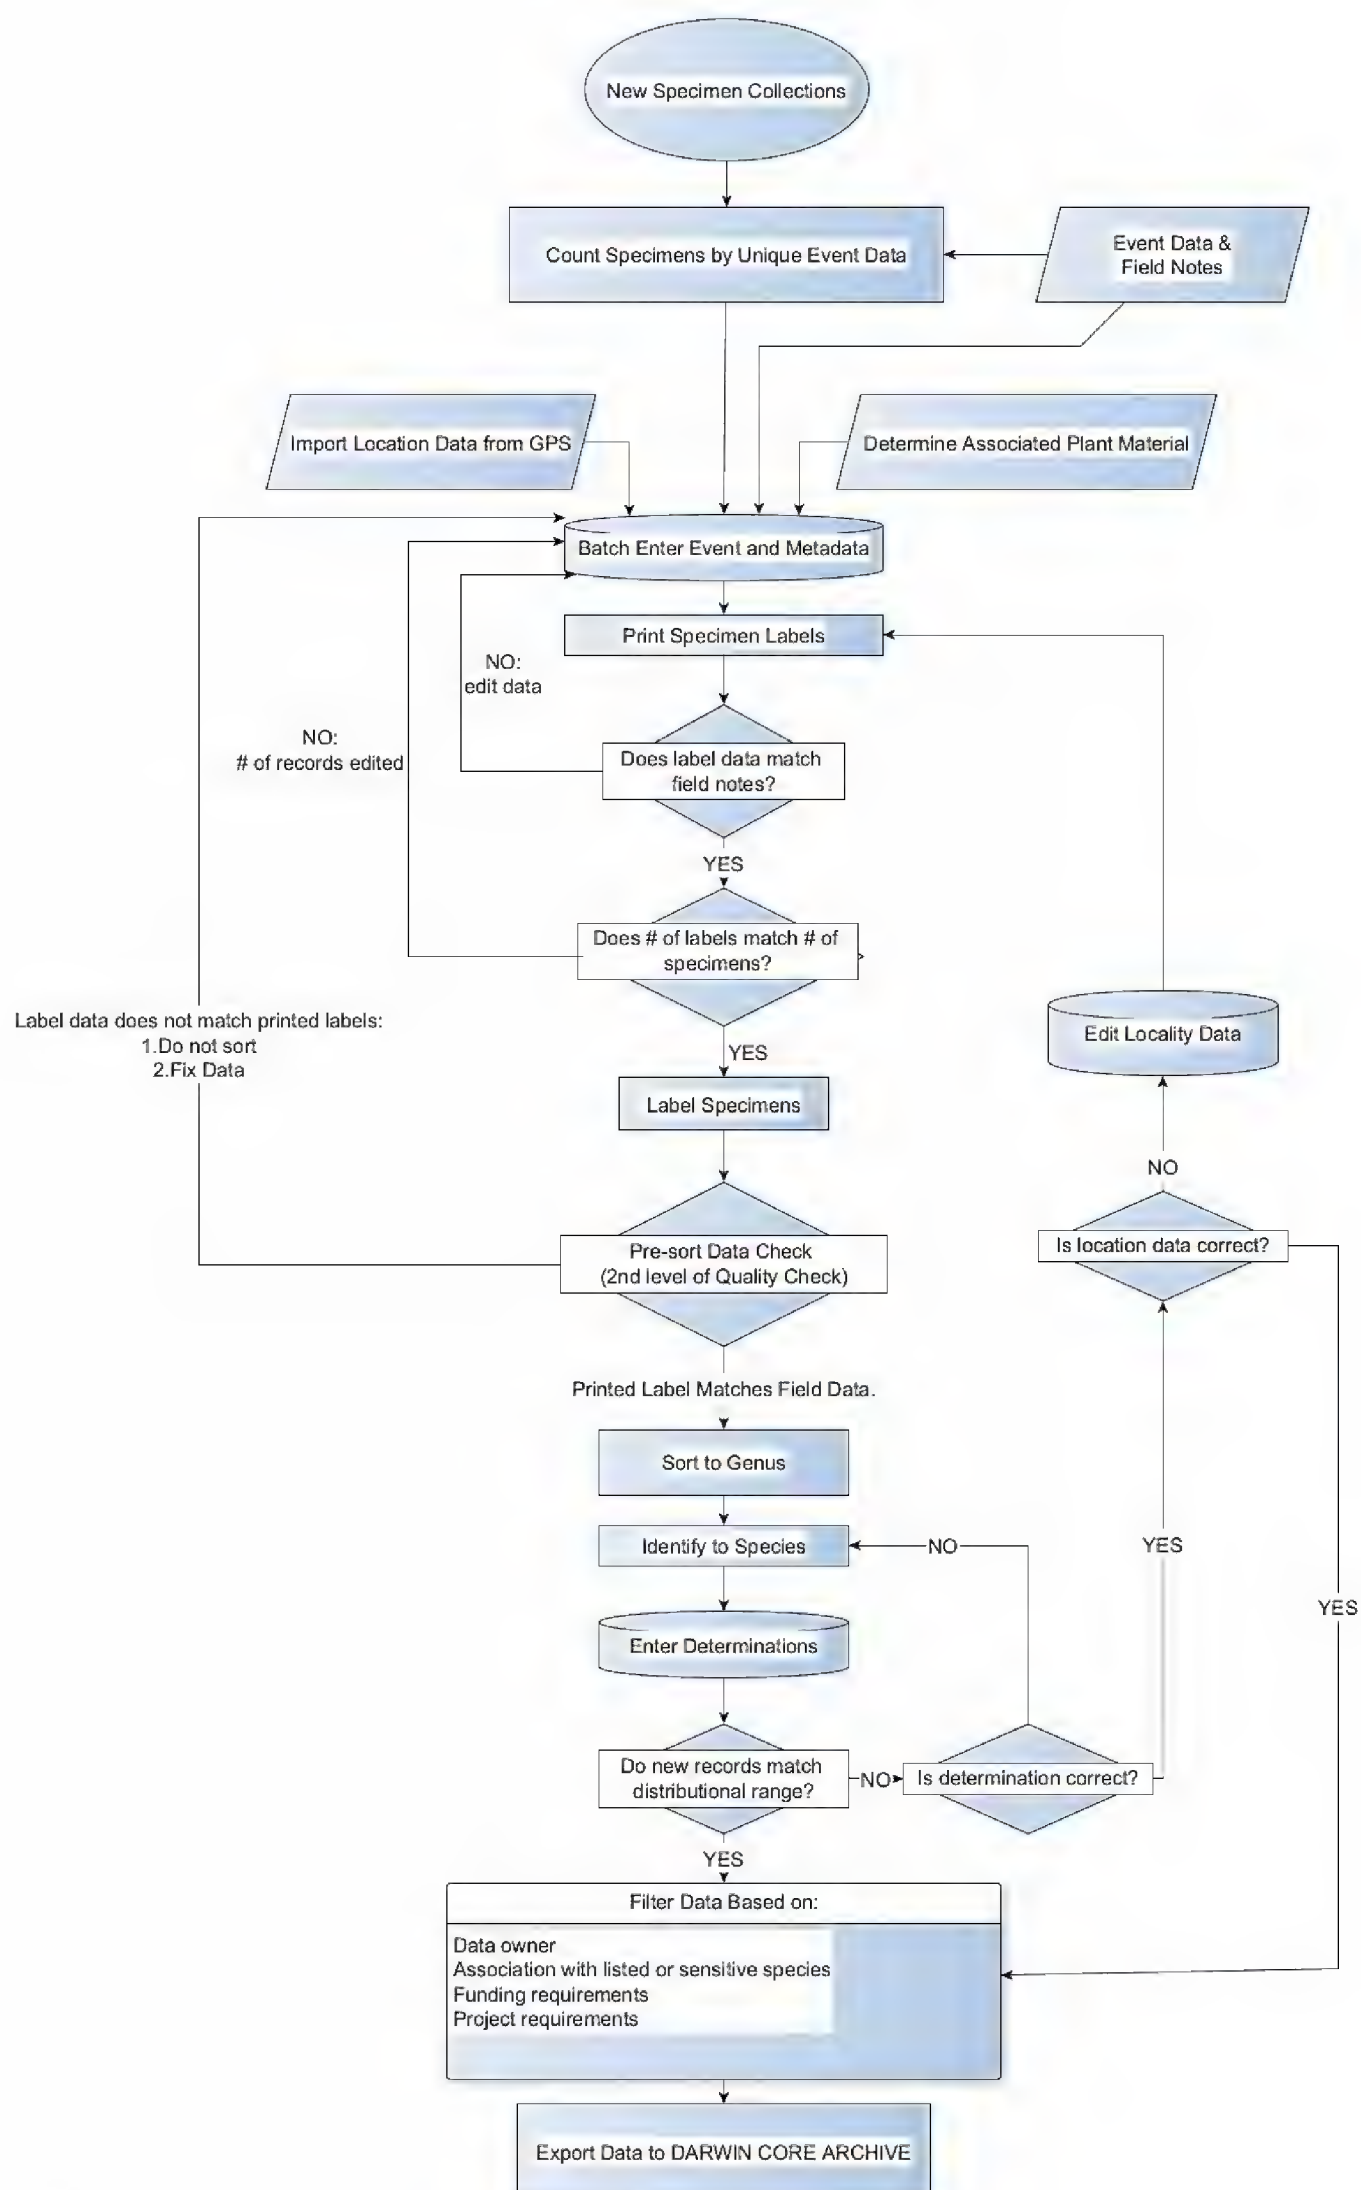 New Specimen Collections
Count Specimens by Unique Event Data
Event Data &
Field Notes
Import Location Data from GPS
Determine Associated Plant Material
Batch Enter Event and Metadata
Print Specimen Labels
NO:
edit data
NO:
# of records edited
Does label data match
field notes?
YES
Does # of labels match # of
specimens?
Label data does not match printed labels:
1.Do not sort
2.Fix Data
YES
Edit Locality Data
Label Specimens
NO
Pre-sort Data Check
(2nd level of Quality Check)
Is location data correct?
Printed Label Matches Field Data.
Sort to Genus
Identify to Species
NO
YES
YES
Enter Determinations
Do new records match
distributional range?
NO
Is determination correct?
YES
Filter Data Based on:
Data owner
Association with listed or sensitive species
Funding requirements
Project requirements
Export Data to DARWIN CORE ARCHIVE